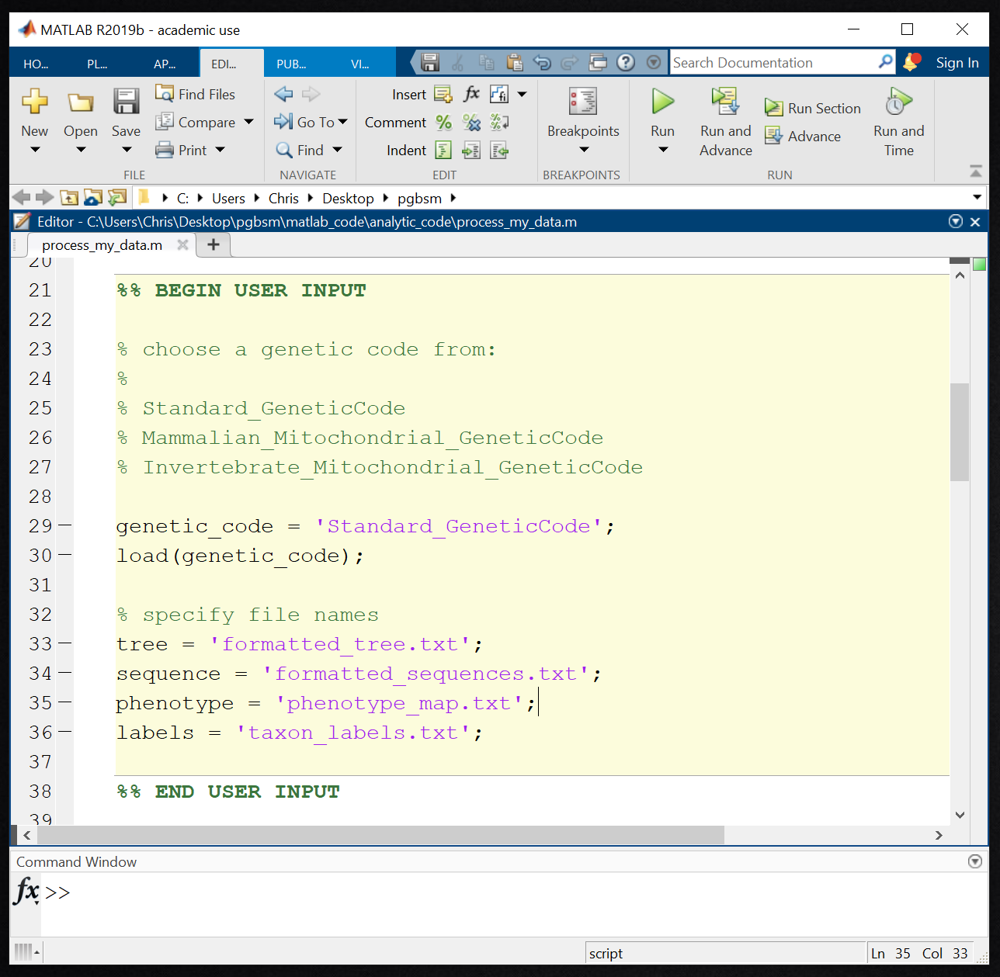 MATLAB R2019b - academic use
HO... PL... AP... EDI... PUB... VI... Search Documentation Sign In
New Open Save Find Files Compare Print
Go To Find
Insert fx fi
Comment
Indent
Breakpoints
Run Run and Advance Run Section Advance Run and Time
FILE NAVIGATE EDIT BREAKPOINTS RUN
C: Users Chris Desktop pgbsm
Editor - C:\Users\Chris\Desktop\pgbsm\matlab_code\analytic_code\process_my_data.m
process_my_data.m
20
21 %% BEGIN USER INPUT
22
23 % choose a genetic code from:
24 %
25 % Standard_GeneticCode
26 % Mammalian_Mitochondrial_GeneticCode
27 % Invertebrate_Mitochondrial_GeneticCode
28
29 — genetic_code = 'Standard_GeneticCode';
30 — load(genetic_code);
31
32 % specify file names
33 — tree = 'formatted_tree.txt';
34 — sequence = 'formatted_sequences.txt';
35 — phenotype = 'phenotype_map.txt';
36 — labels = 'taxon_labels.txt';
37
38 %% END USER INPUT
39
Command Window
fx >>
script Ln 35 Col 33